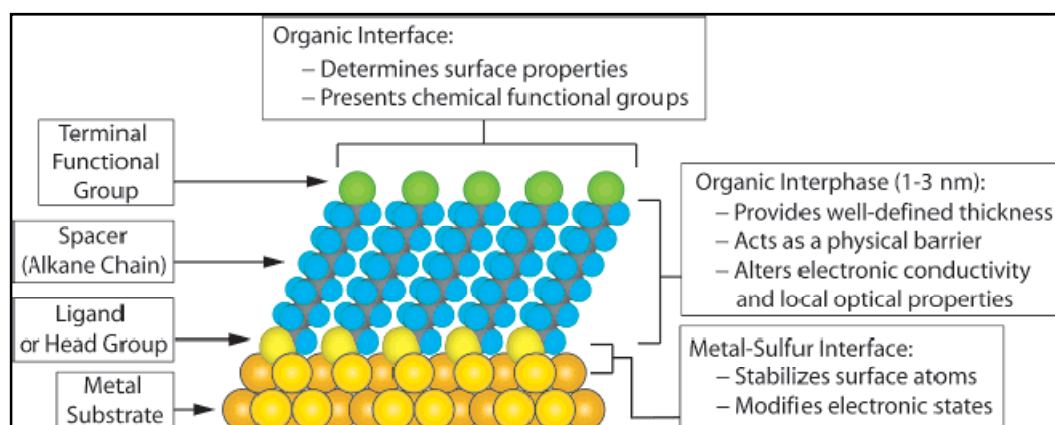 Organic Interface:
– Determines surface properties
– Presents chemical functional groups
Terminal
Functional
Group
Spacer
(Alkane Chain)
Ligand
or Head Group
Metal
Substrate
Organic Interphase (1-3 nm):
– Provides well-defined thickness
– Acts as a physical barrier
– Alters electronic conductivity
and local optical properties
Metal-Sulfur Interface:
– Stabilizes surface atoms
– Modifies electronic states